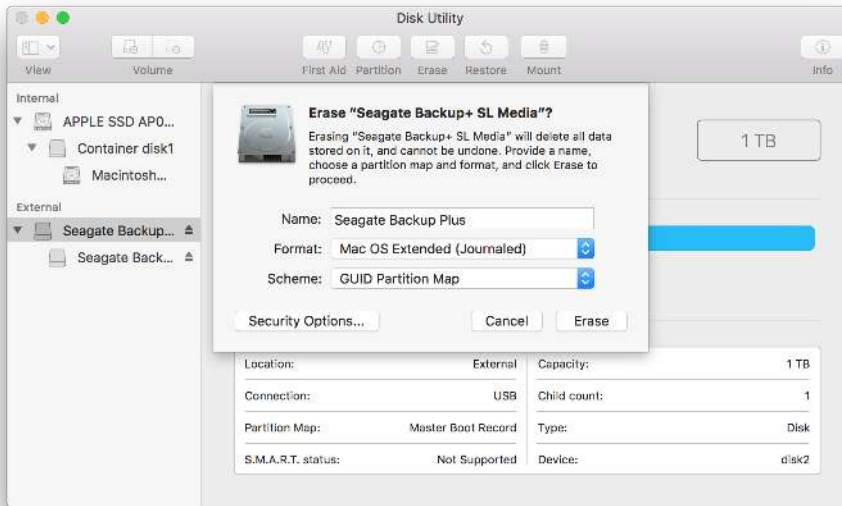 Disk Utility
View
Volume
First Aid
Partition
Erase
Restore
Mount
Info
Internal
APPLE SSD AP0...
Container disk1
Macintosh...
External
Seagate Backup...
Seagate Back...
Erase “Seagate Backup+ SL Media”?
Erasing “Seagate Backup+ SL Media” will delete all data
stored on it, and cannot be undone. Provide a name,
choose a partition map and format, and click Erase to
proceed.
Name: Seagate Backup Plus
Format: Mac OS Extended (Journaled)
Scheme: GUID Partition Map
Security Options...
Cancel
Erase
1 TB
Location: External
Capacity: 1 TB
Connection: USB
Child count: 1
Partition Map: Master Boot Record
Type: Disk
S.M.A.R.T. status: Not Supported
Device: disk2